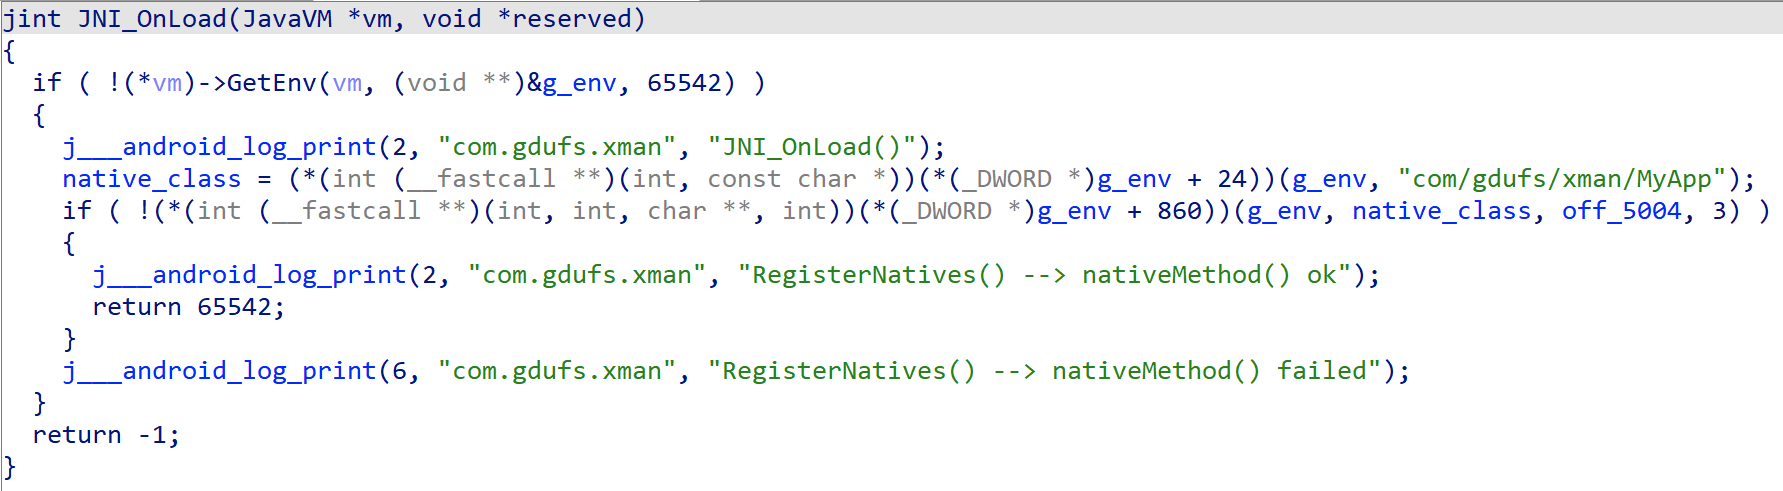 jint JNI_OnLoad(JavaVM *vm, void *reserved)
{
  if ( !(*vm)->GetEnv(vm, (void **)&g_env, 65542) )
  {
    j___android_log_print(2, "com.gdufs.xman", "JNI_OnLoad()");
    native_class = (*(int (__fastcall **)(int, const char *))(*(_DWORD *)g_env + 24))(g_env, "com/gdufs/xman/MyApp");
    if ( !(*(int (__fastcall **)(int, int, char **, int))(*(_DWORD *)g_env + 860))(g_env, native_class, off_5004, 3) )
    {
      j___android_log_print(2, "com.gdufs.xman", "RegisterNatives() --> nativeMethod() ok");
      return 65542;
    }
    j___android_log_print(6, "com.gdufs.xman", "RegisterNatives() --> nativeMethod() failed");
  }
  return -1;
}